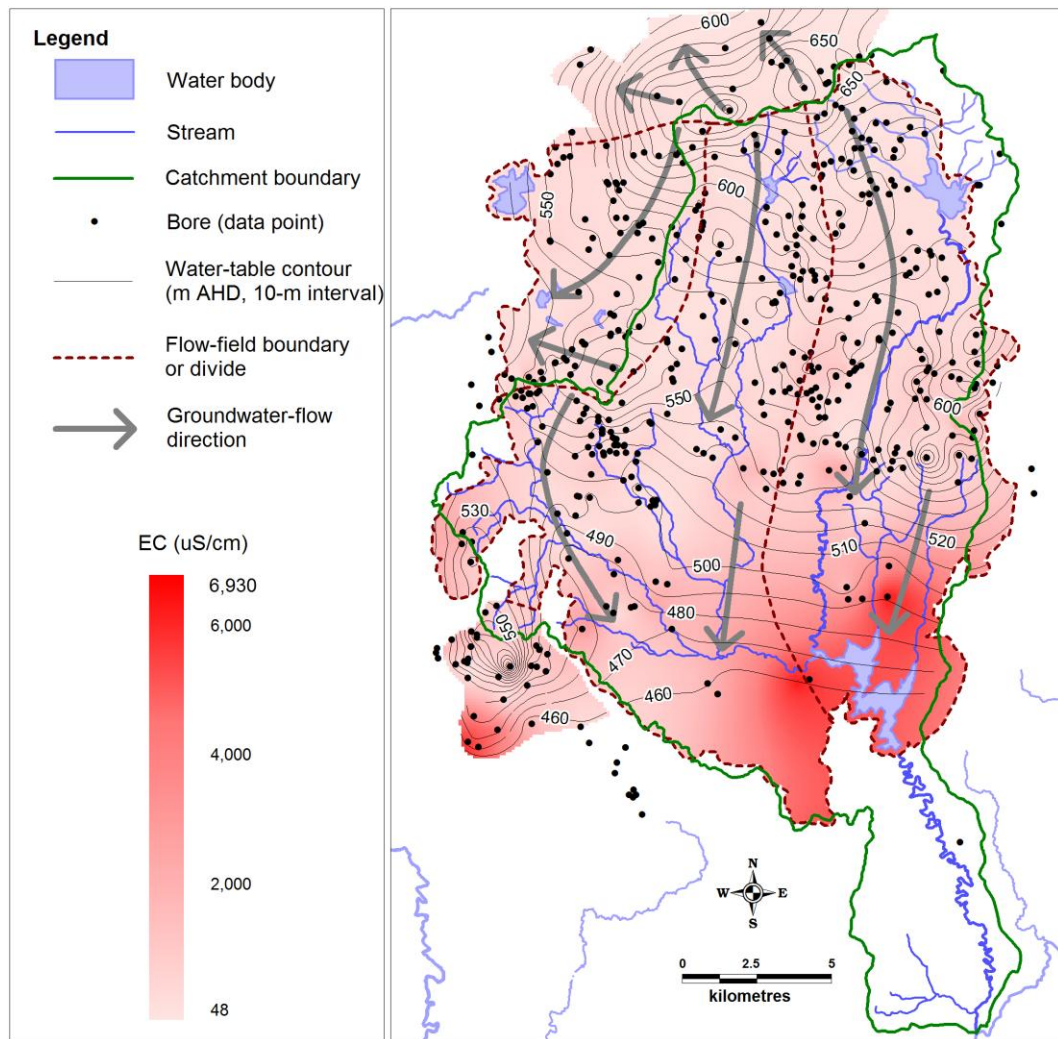 Legend
Water body
Stream
Catchment boundary
Bore (data point)
Water-table contour
(m AHD, 10-m interval)
Flow-field boundary
or divide
Groundwater-flow
direction
EC (uS/cm)
6,930
6,000
4,000
2,000
48
600
650
650
600
550
550
600
530
490
500
510
520
480
550
470
460
460
N
W E
S
0 2.5 5
kilometres